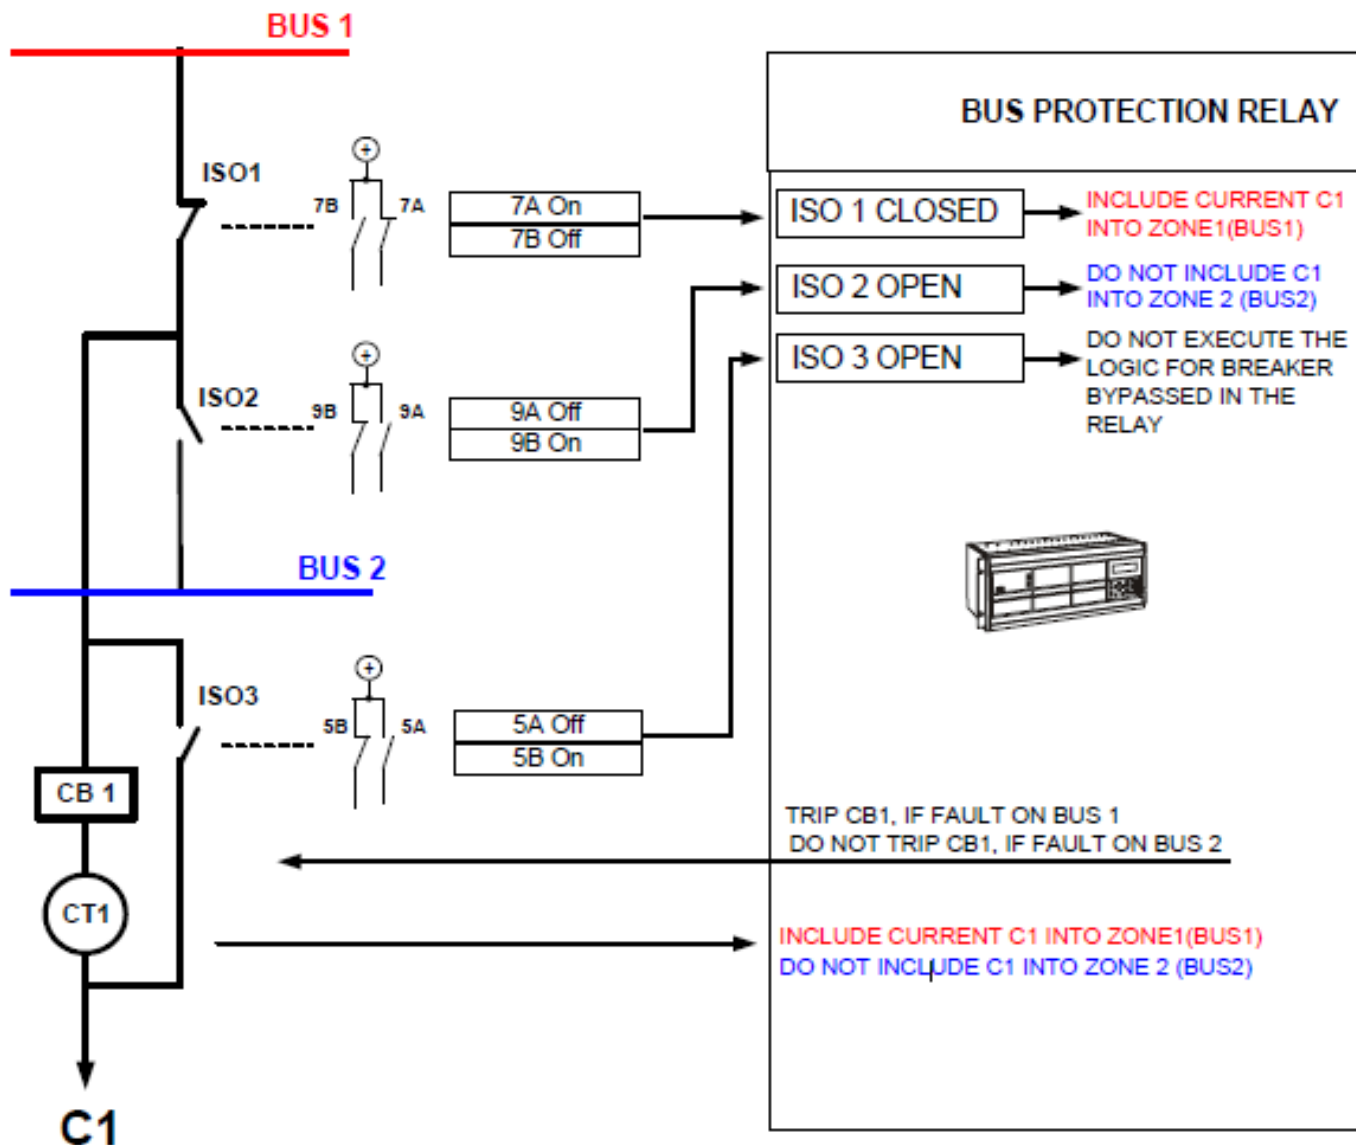 BUS 1
BUS PROTECTION RELAY
ISO1
7B
7A
7A On
7B Off
ISO 1 CLOSED
INCLUDE CURRENT C1
INTO ZONE1(BUS1)
ISO 2 OPEN
DO NOT INCLUDE C1
INTO ZONE 2 (BUS2)
ISO 3 OPEN
DO NOT EXECUTE THE
LOGIC FOR BREAKER
BYPASSED IN THE
RELAY
ISO2
9B
9A
9A Off
9B On
BUS 2
ISO3
5B
5A
5A Off
5B On
CB 1
TRIP CB1, IF FAULT ON BUS 1
DO NOT TRIP CB1, IF FAULT ON BUS 2
CT1
INCLUDE CURRENT C1 INTO ZONE1(BUS1)
DO NOT INCLUDE C1 INTO ZONE 2 (BUS2)
C1